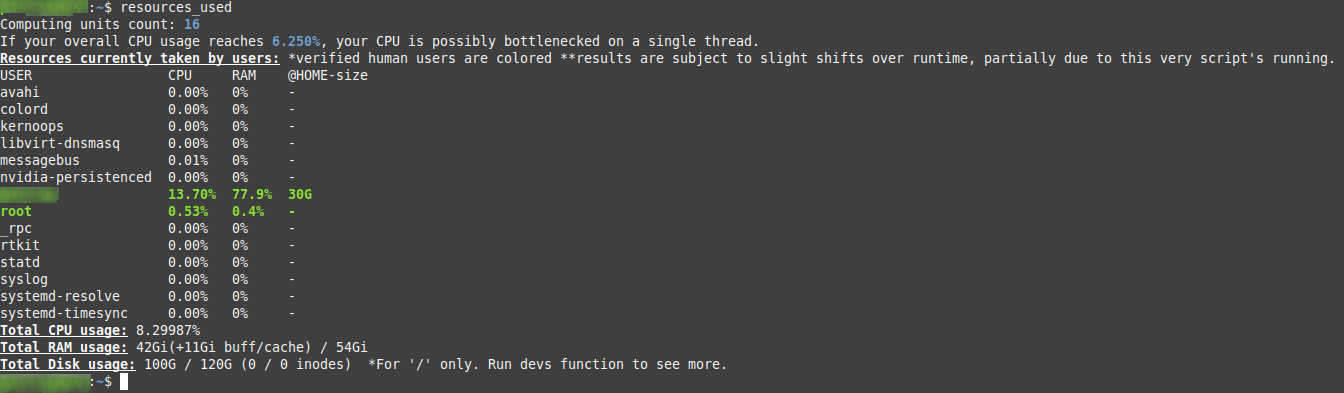 :~$ resources_used
Computing units count: 16
If your overall CPU usage reaches 6.250%, your CPU is possibly bottlenecked on a single thread.
Resources currently taken by users: *verified human users are colored **results are subject to slight shifts over runtime, partially due to this very script's running.
USER CPU RAM @HOME-size
avahi 0.00% 0% -
colord 0.00% 0% -
kernoops 0.00% 0% -
libvirt-dnsmasq 0.00% 0% -
messagebus 0.01% 0% -
nvidia-persistenced 0.00% 0% -
13.70% 77.9% 30G
root 0.53% 0.4% -
_rpc 0.00% 0% -
rtkit 0.00% 0% -
statd 0.00% 0% -
syslog 0.00% 0% -
systemd-resolve 0.00% 0% -
systemd-timesync 0.00% 0% -
Total CPU usage: 8.29987%
Total RAM usage: 42Gi(+11Gi buff/cache) / 54Gi
Total Disk usage: 100G / 120G (0 / 0 inodes) *For '/' only. Run devs function to see more.
:~$